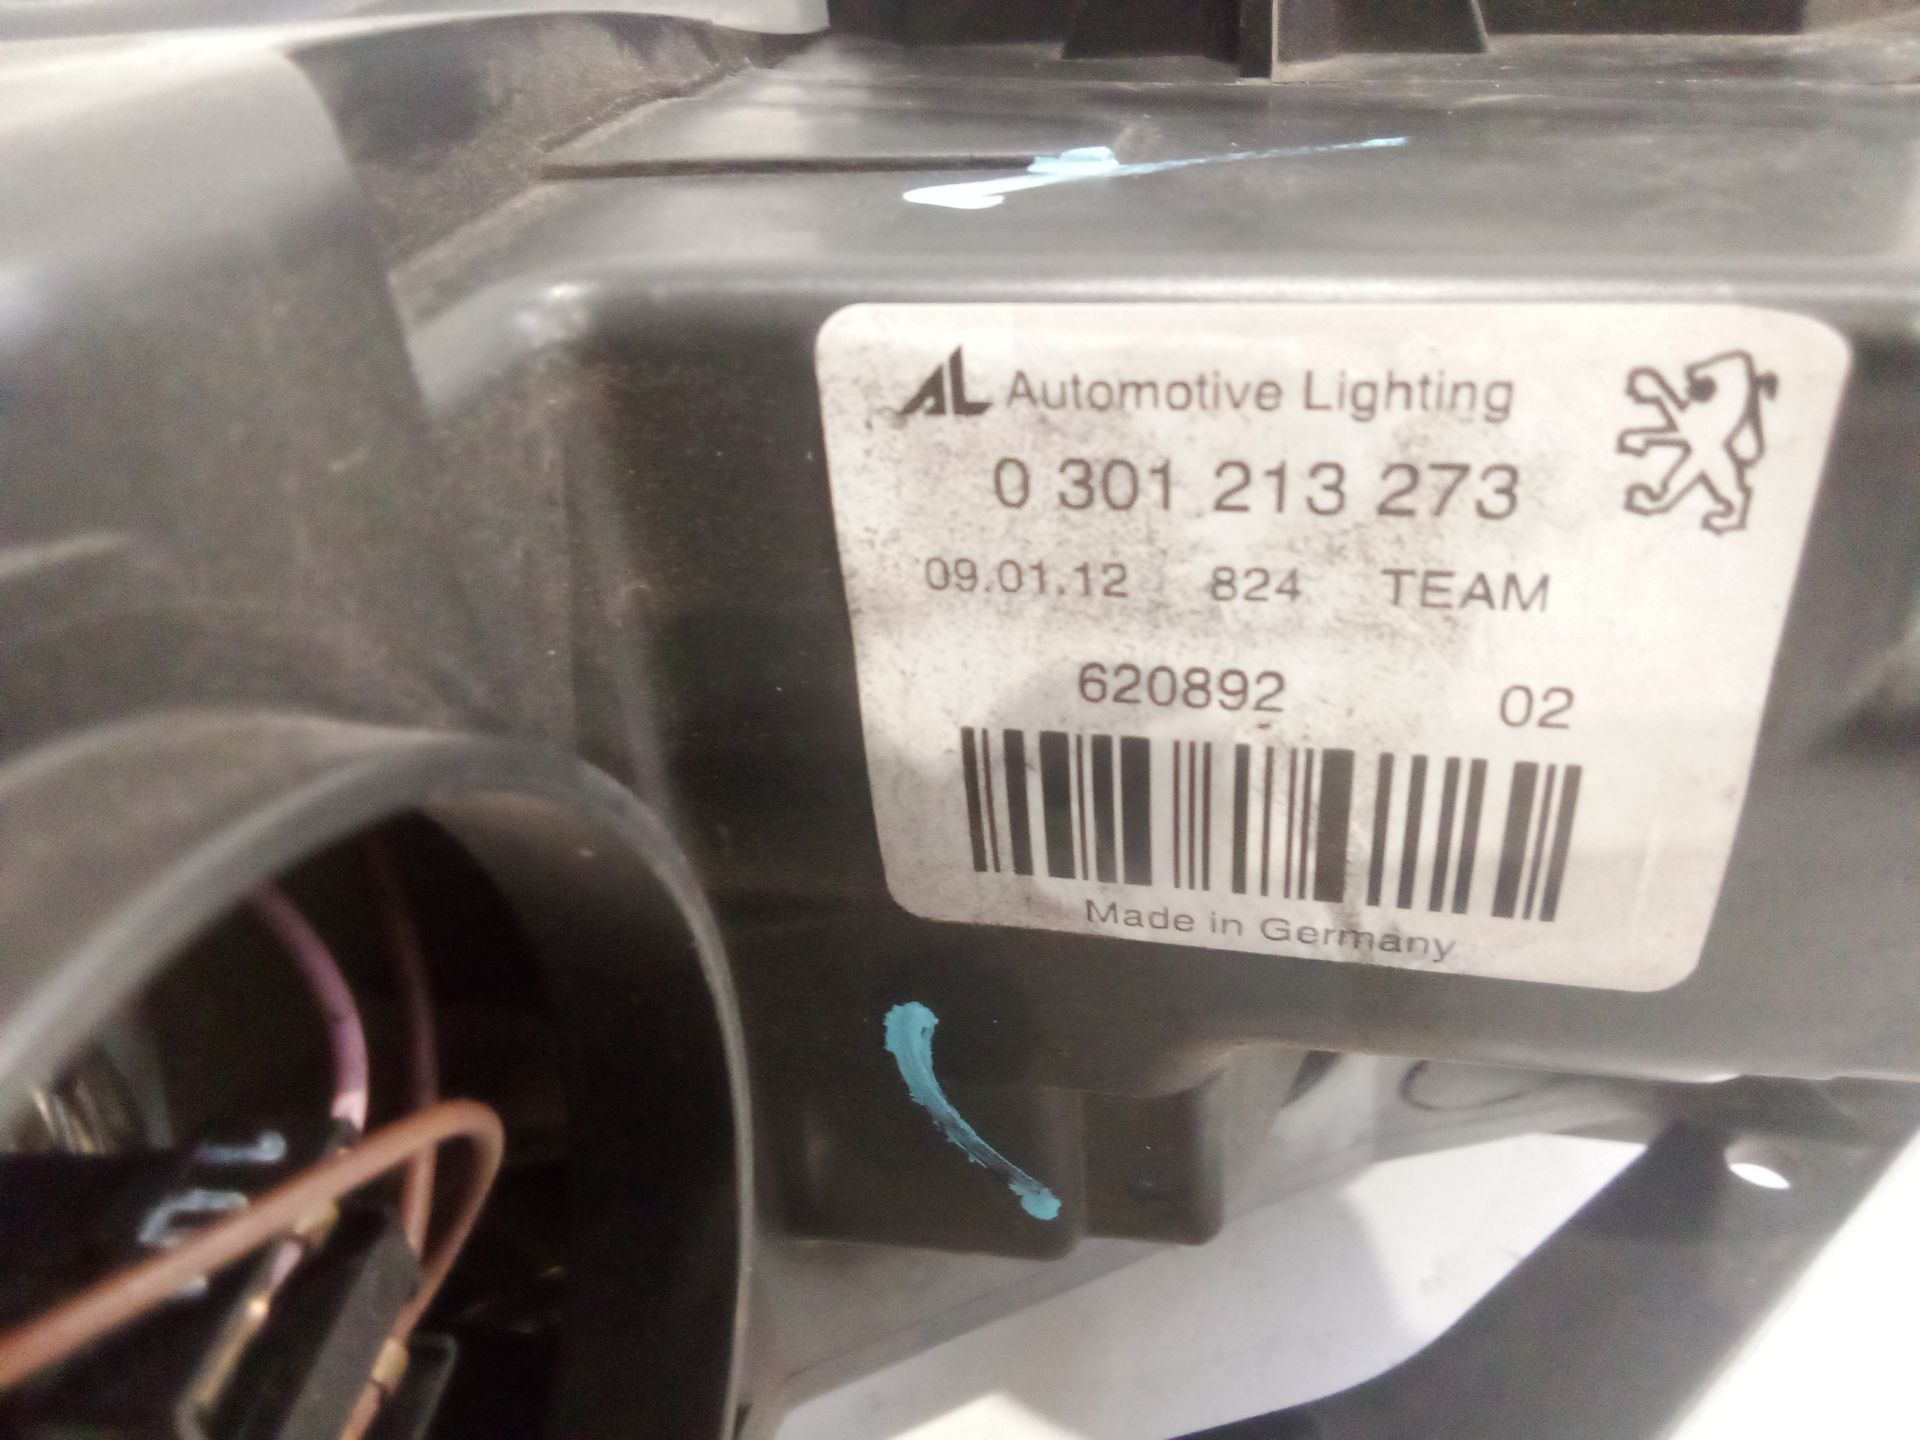 AL Automotive Lighting
0 301 213 273
09.01.12 824 TEAM
620892 02
Made in Germany